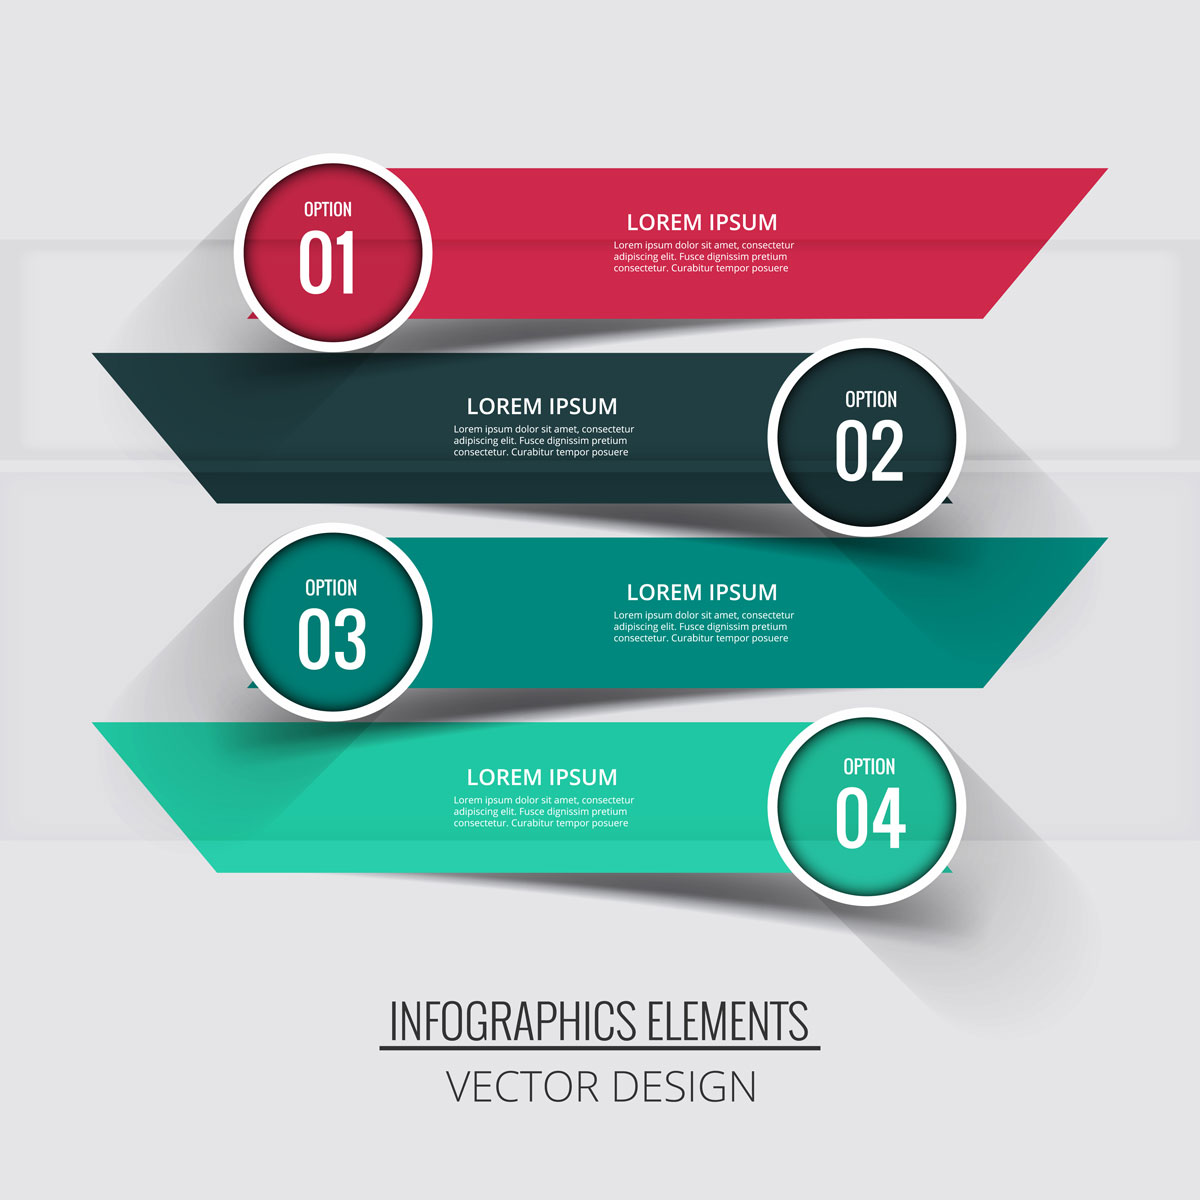 OPTION
01
LOREM IPSUM
Lorem ipsum dolor sit amet, consectetur
adipiscing elit. Fusce dignissim pretium
consectetur. Curabitur tempor posuere
LOREM IPSUM
Lorem ipsum dolor sit amet, consectetur
adipiscing elit. Fusce dignissim pretium
consectetur. Curabitur tempor posuere
OPTION
02
OPTION
03
LOREM IPSUM
Lorem ipsum dolor sit amet, consectetur
adipiscing elit. Fusce dignissim pretium
consectetur. Curabitur tempor posuere
LOREM IPSUM
Lorem ipsum dolor sit amet, consectetur
adipiscing elit. Fusce dignissim pretium
consectetur. Curabitur tempor posuere
OPTION
04
INFOGRAPHICS ELEMENTS
VECTOR DESIGN